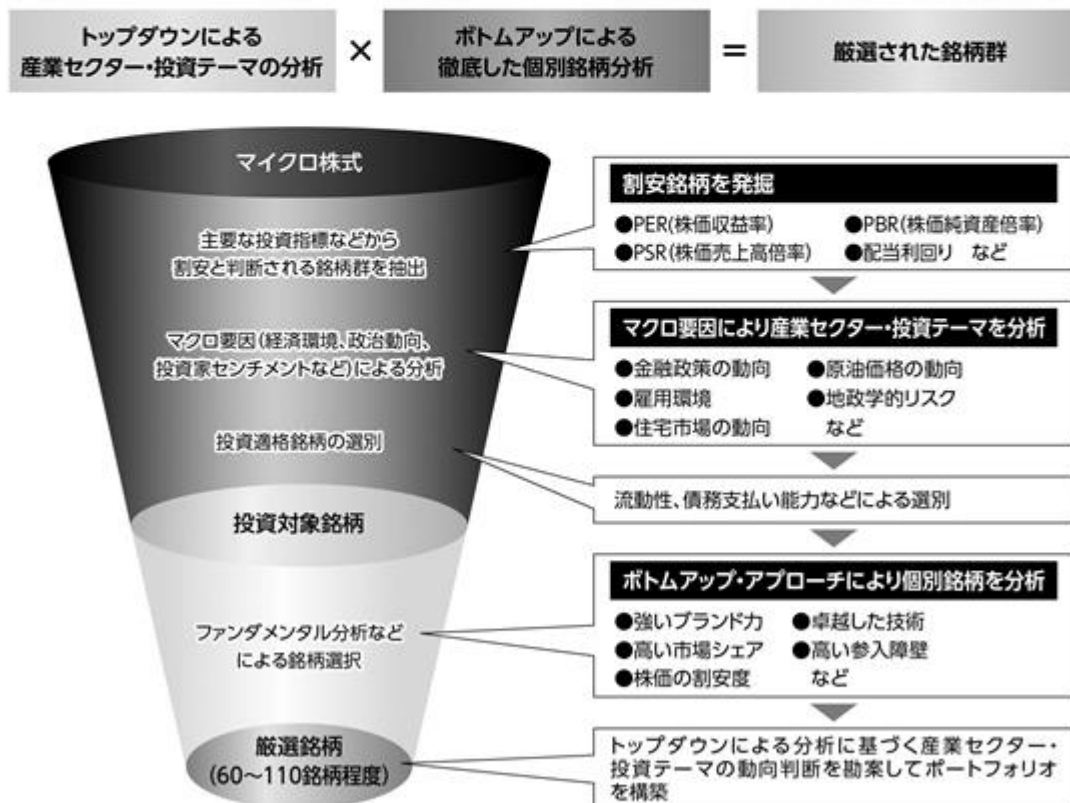 トップダウンによる
産業セクター・投資テーマの分析
×
ボトムアップによる
徹底した個別銘柄分析
=
厳選された銘柄群
マイクロ株式
主要な投資指標などから
割安と判断される銘柄群を抽出
マクロ要因(経済環境、政治動向、
投資家センチメントなど)による分析
投資適格銘柄の選別
投資対象銘柄
ファンダメンタル分析など
による銘柄選択
厳選銘柄
(60〜110銘柄程度)
割安銘柄を発掘
●PER(株価収益率) ●PBR(株価純資産倍率)
●PSR(株価売上高倍率) ●配当利回り など
マクロ要因により産業セクター・投資テーマを分析
●金融政策の動向 ●原油価格の動向
●雇用環境 ●地政学的リスク
●住宅市場の動向 など
流動性、債務支払い能力などによる選別
ボトムアップ・アプローチにより個別銘柄を分析
●強いブランド力 ●卓越した技術
●高い市場シェア ●高い参入障壁
●株価の割安度 など
トップダウンによる分析に基づく産業セクター・
投資テーマの動向判断を勘案してポートフォリオ
を構築